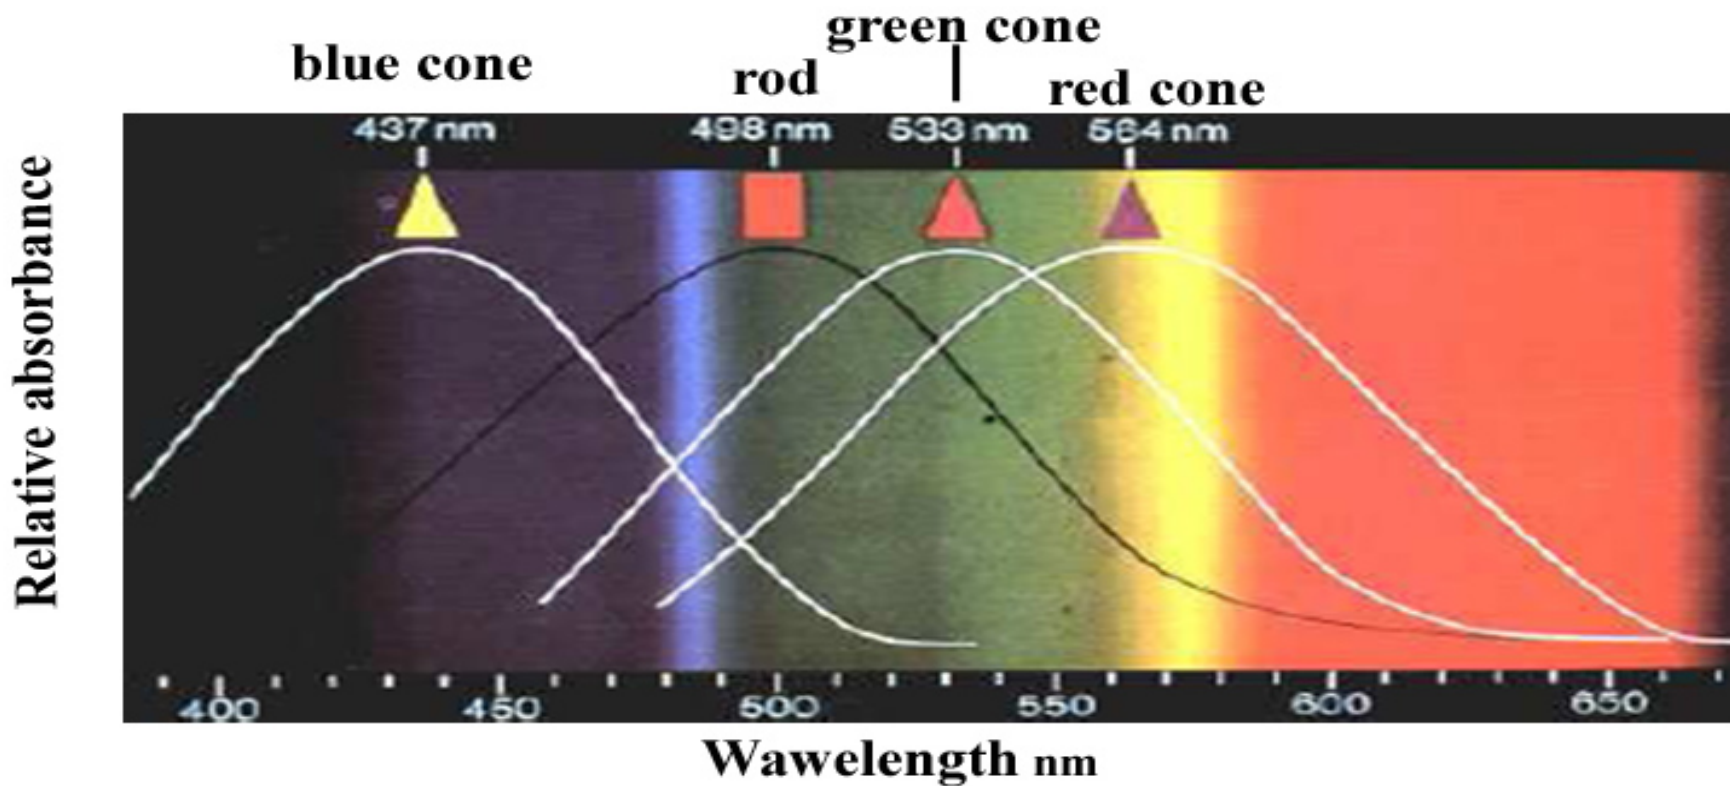 blue cone
rod
green cone
red cone
437 nm
498 nm
533 nm
564 nm
Relative absorbance
400 450 500 550 600 650
Wawelength nm